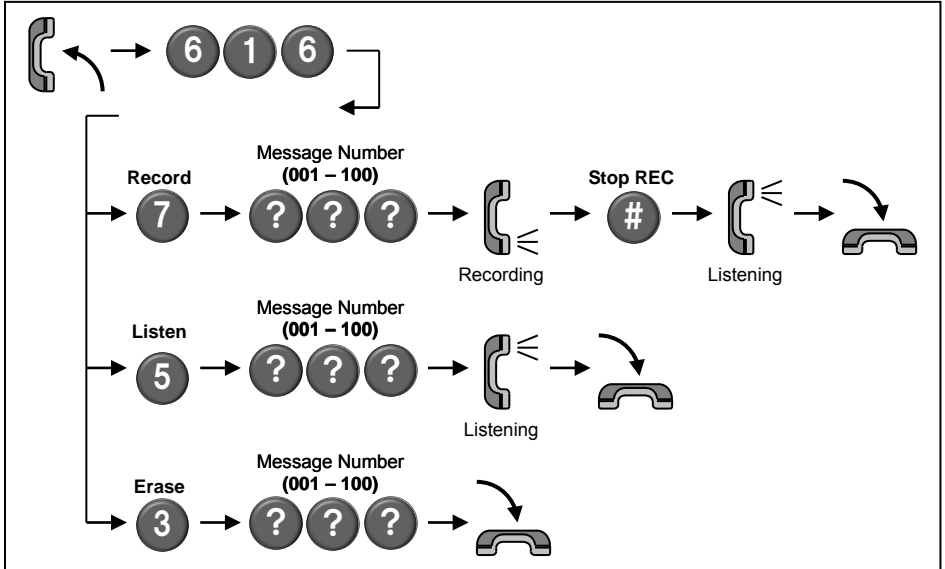 6 1 6
Message Number
(001 – 100)
Record
Stop REC
7 ? ? ? #
Recording
Listening
Message Number
(001 – 100)
Listen
5 ? ? ?
Listening
Message Number
(001 – 100)
Erase
3 ? ? ?